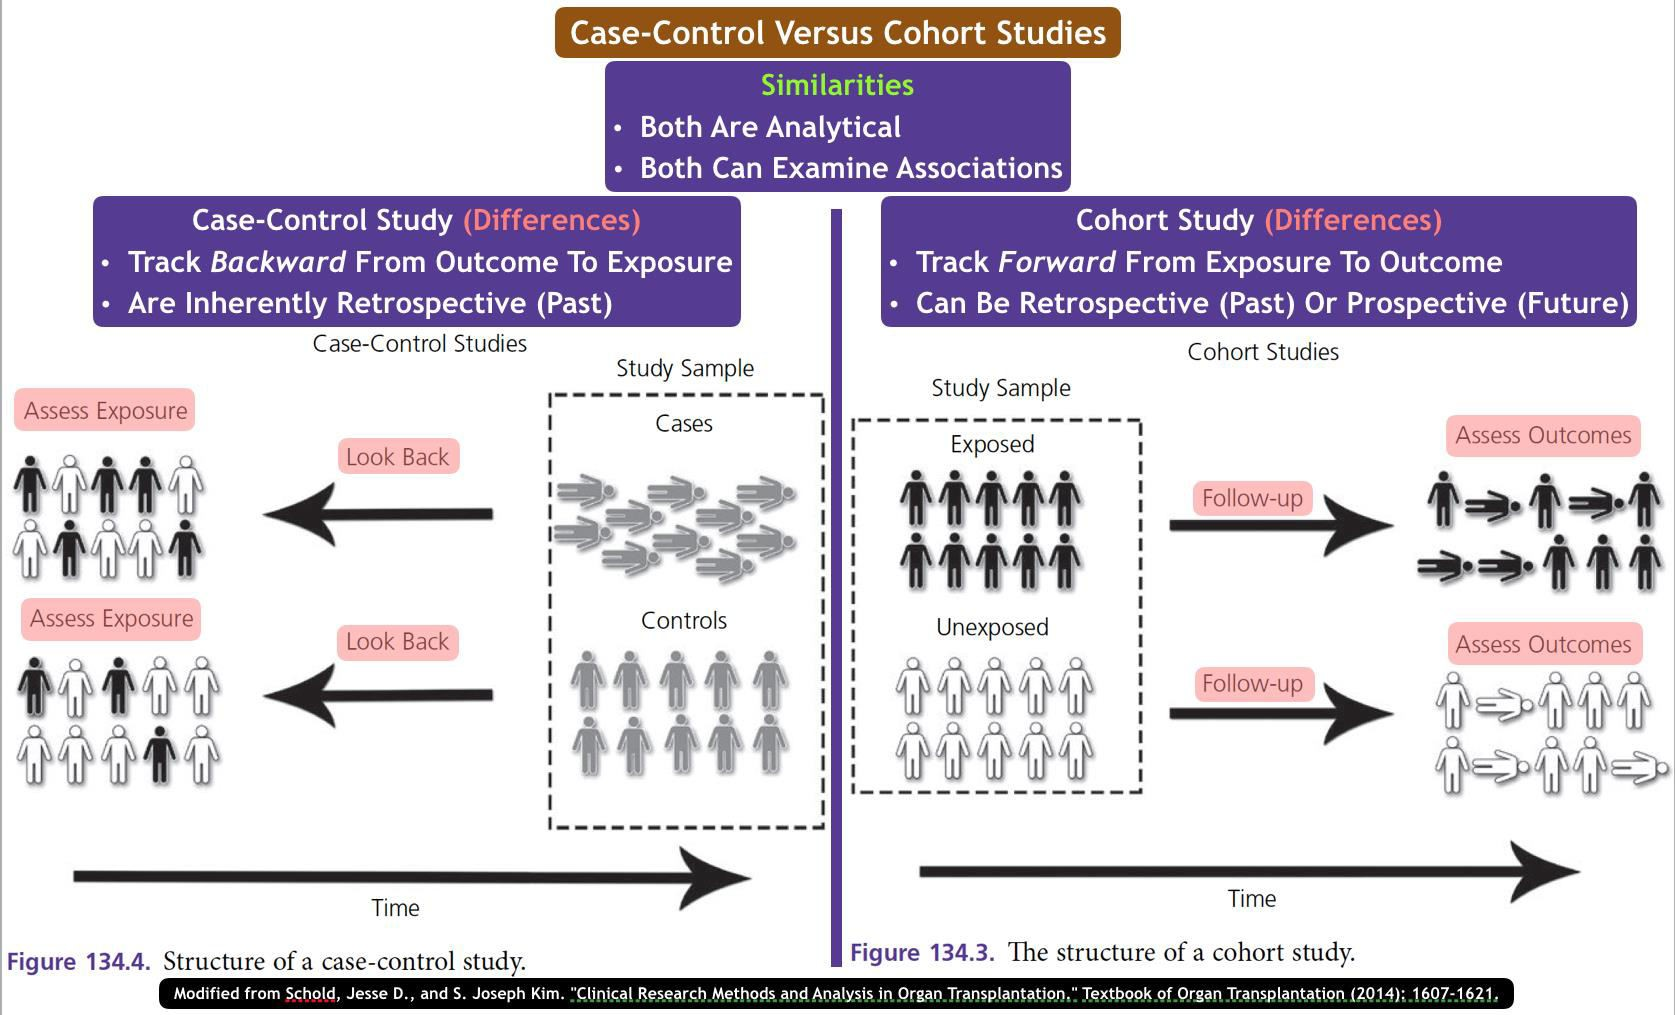 Case-Control Versus Cohort Studies
Similarities
• Both Are Analytical
• Both Can Examine Associations
Case-Control Study (Differences)
• Track Backward From Outcome To Exposure
• Are Inherently Retrospective (Past)
Case-Control Studies
Study Sample
Assess Exposure
Look Back
Cases
Assess Exposure
Look Back
Controls
Time
Figure 134.4. Structure of a case-control study.
Cohort Study (Differences)
• Track Forward From Exposure To Outcome
• Can Be Retrospective (Past) Or Prospective (Future)
Cohort Studies
Study Sample
Exposed
Follow-up
Assess Outcomes
Unexposed
Follow-up
Assess Outcomes
Time
Figure 134.3. The structure of a cohort study.
Modified from Schold, Jesse D., and S. Joseph Kim. "Clinical Research Methods and Analysis in Organ Transplantation." Textbook of Organ Transplantation (2014): 1607-1621.